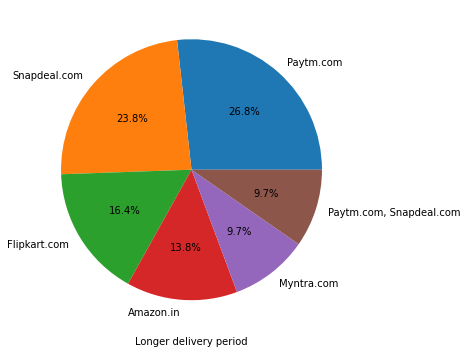 Paytm.com
26.8%
Snapdeal.com
23.8%
Flipkart.com
16.4%
Amazon.in
13.8%
Myntra.com
9.7%
Paytm.com, Snapdeal.com
9.7%
Longer delivery period